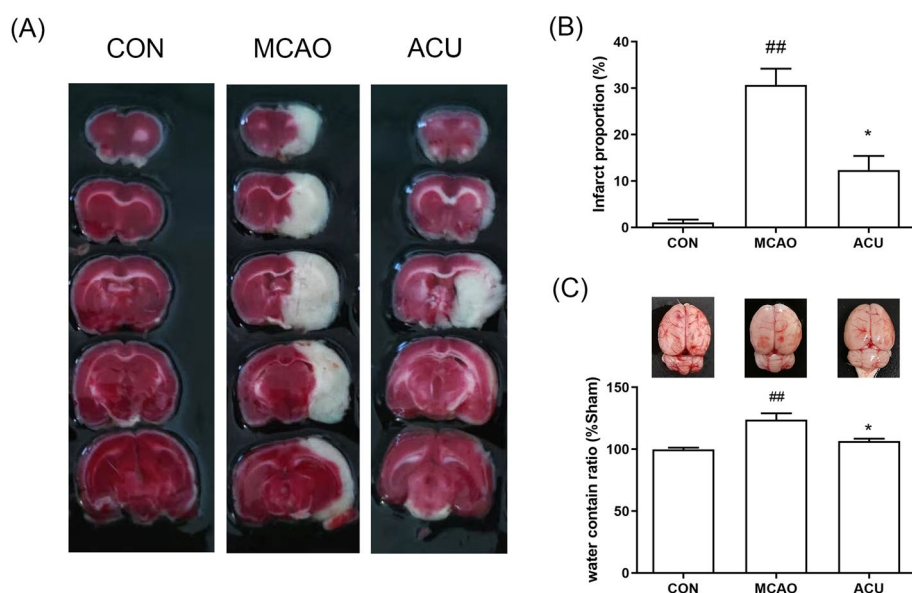 (A)
CON MCAO ACU
(B)
Infarct proportion (%)
40
30
20
10
0
##
*
CON MCAO ACU
(C)
water contain ratio (%Sham)
150
100
50
0
##
*
CON MCAO ACU